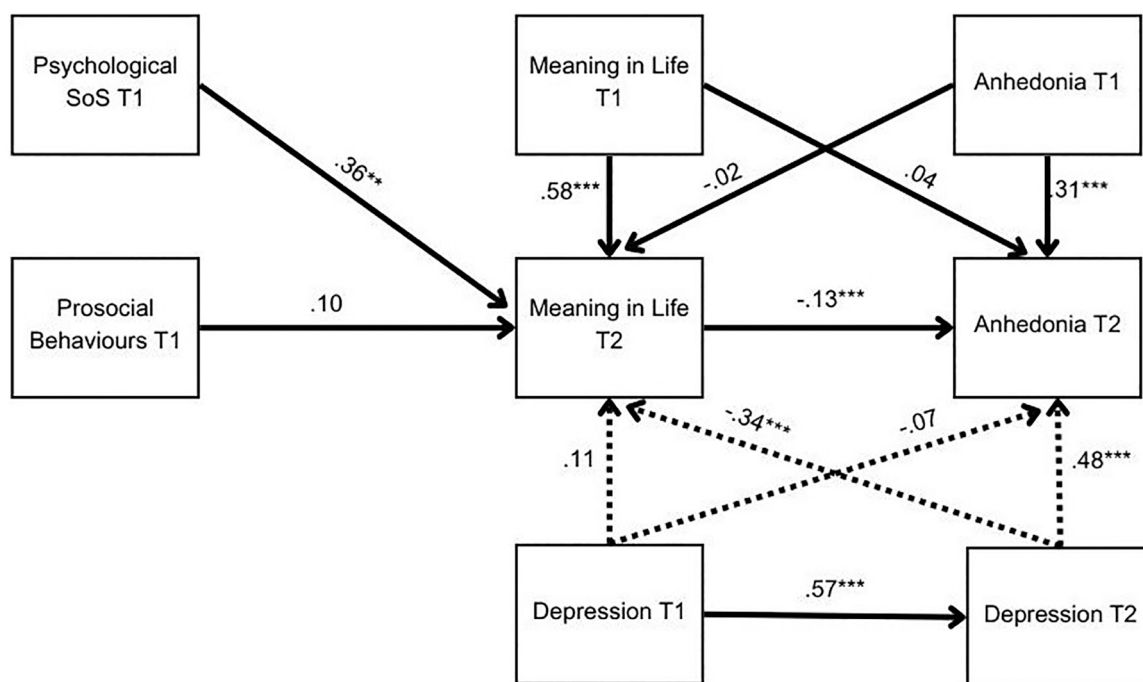 Psychological
SoS T1
Meaning in Life
T1
Anhedonia T1
.36**
.58***
-.02
.04
.31***
Prosocial
Behaviours T1
.10
Meaning in Life
T2
-.13***
Anhedonia T2
-.34***
-.07
.11
.48***
Depression T1
.57***
Depression T2